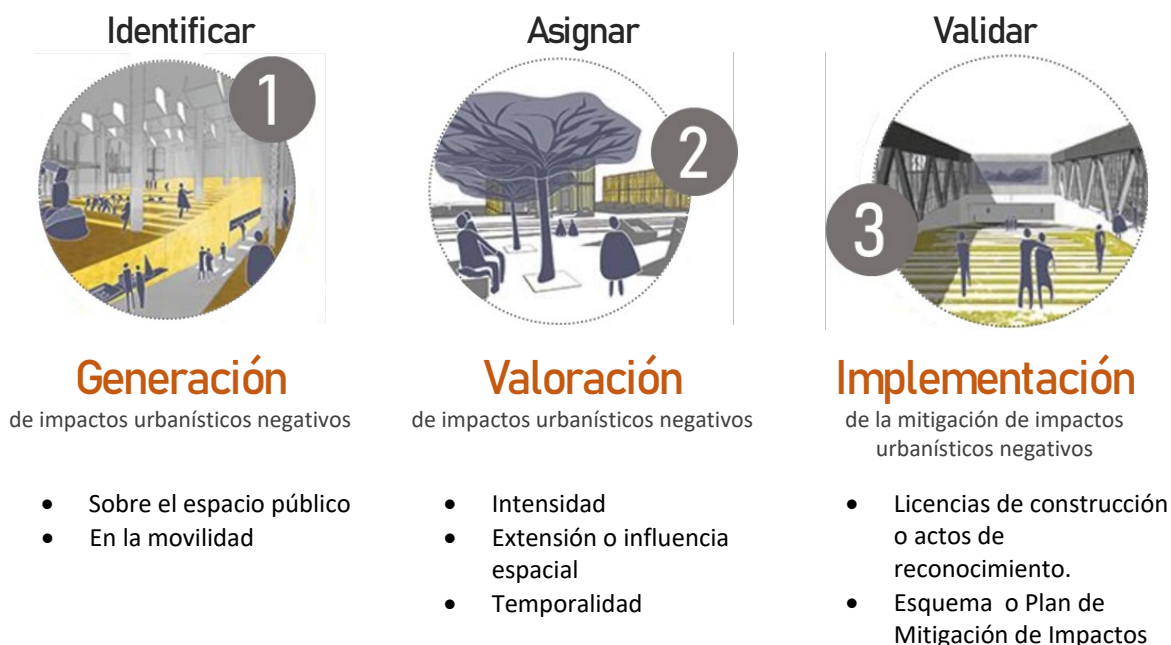 Identificar
1
Generación
de impactos urbanísticos negativos
• Sobre el espacio público
• En la movilidad
Asignar
2
Valoración
de impactos urbanísticos negativos
• Intensidad
• Extensión o influencia
espacial
• Temporalidad
Validar
3
Implementación
de la mitigación de impactos
urbanísticos negativos
• Licencias de construcción
o actos de
reconocimiento.
• Esquema o Plan de
Mitigación de Impactos